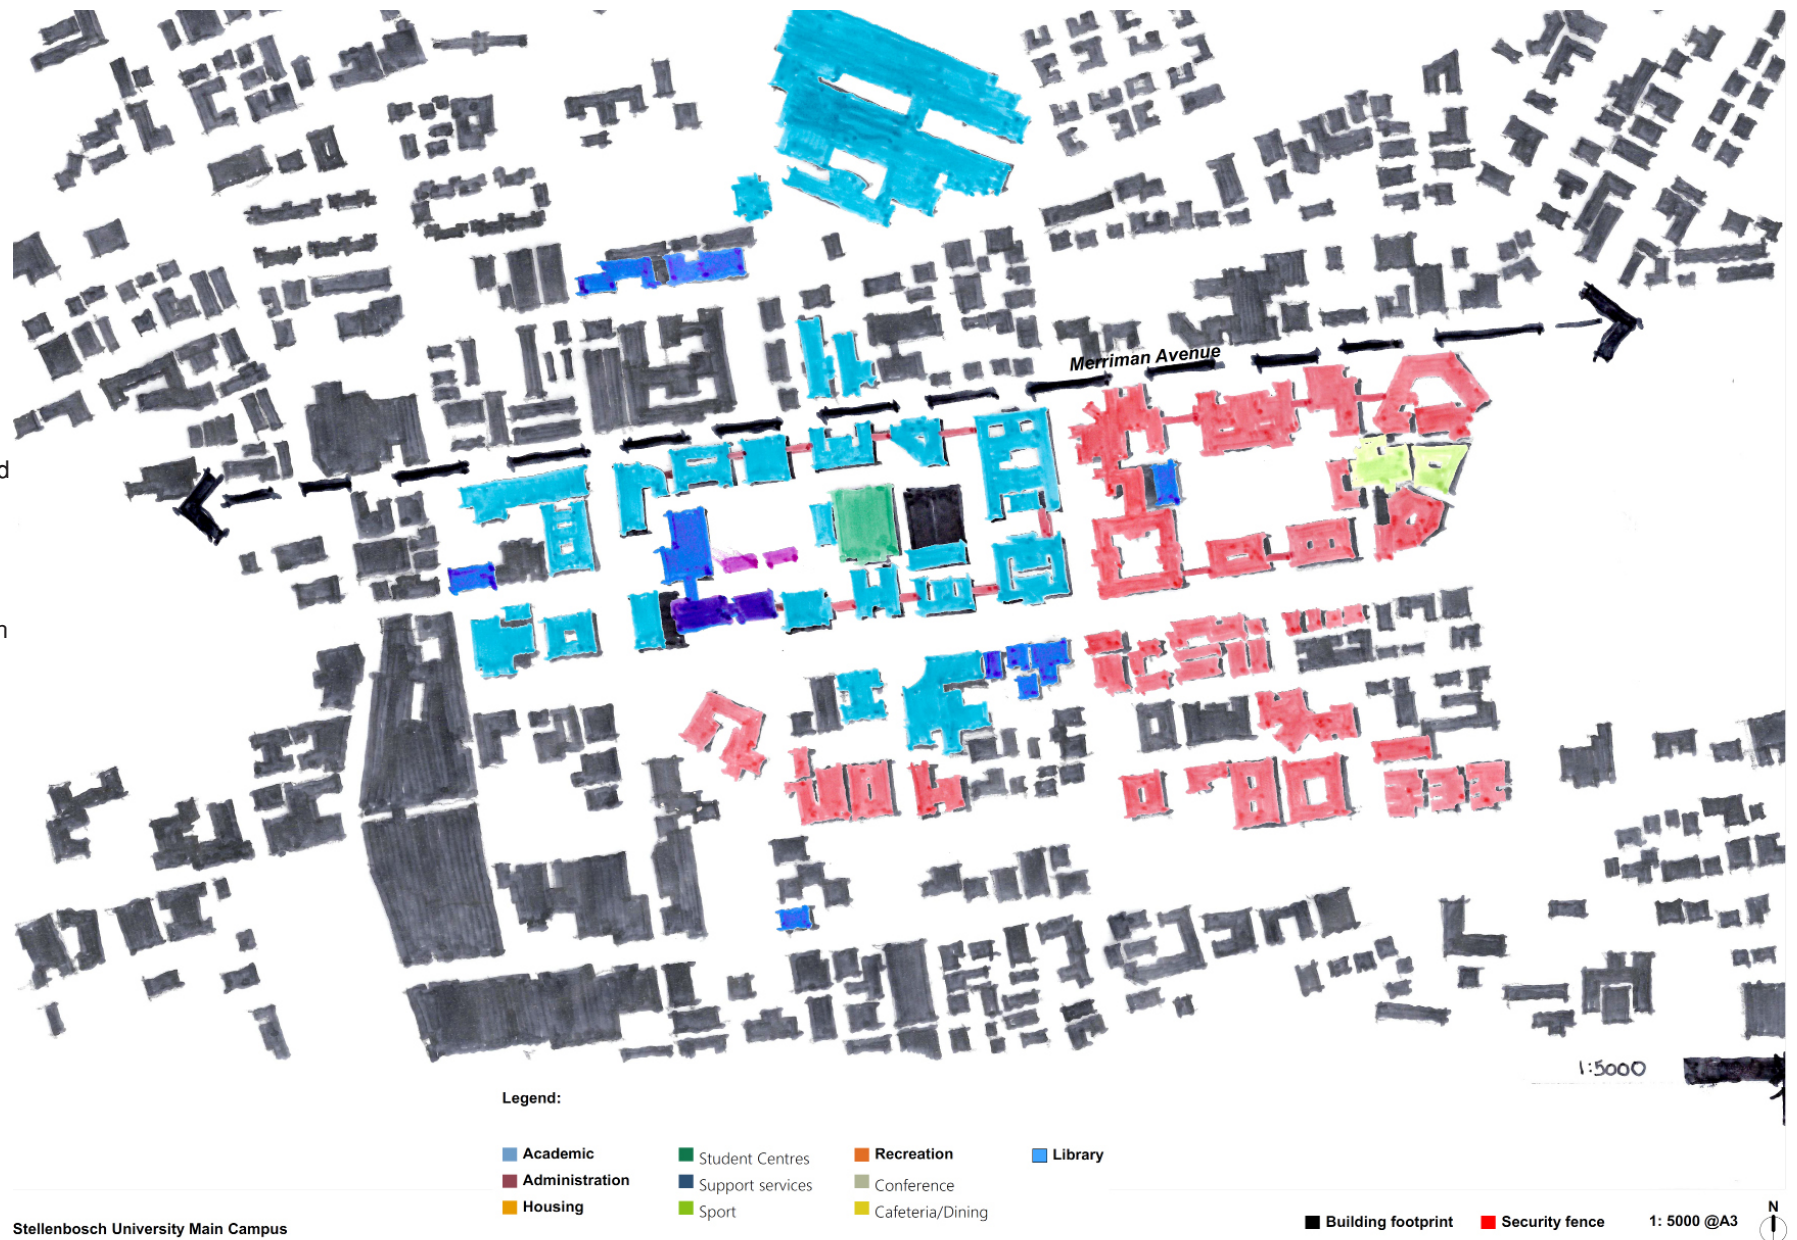 Merriman Avenue
d
n
1:5000
Legend:
Academic
Administration
Housing
Student Centres
Support services
Sport
Recreation
Conference
Cafeteria/Dining
Library
Stellenbosch University Main Campus
Building footprint
Security fence
1: 5000 @A3
N